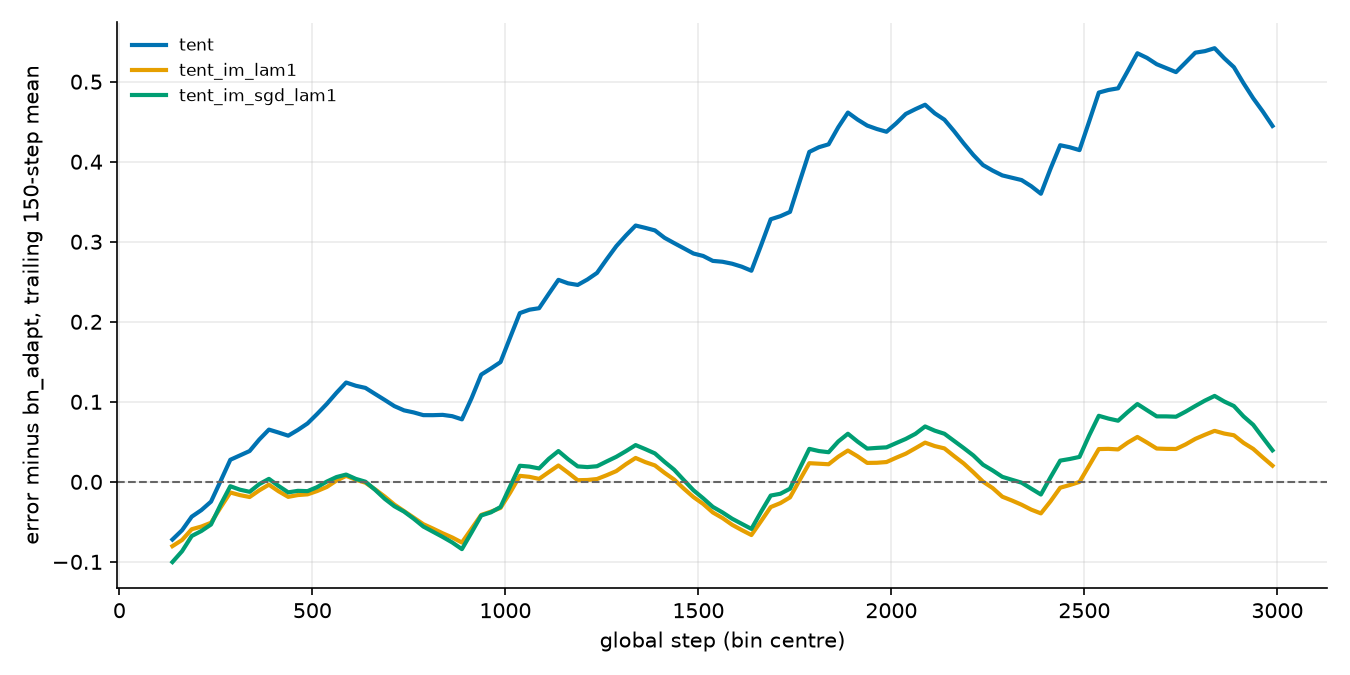 tent
tent_im_lam1
tent_im_sgd_lam1
error minus bn_adapt, trailing 150-step mean
0.5
0.4
0.3
0.2
0.1
0.0
−0.1
0
500
1000
1500
2000
2500
3000
global step (bin centre)